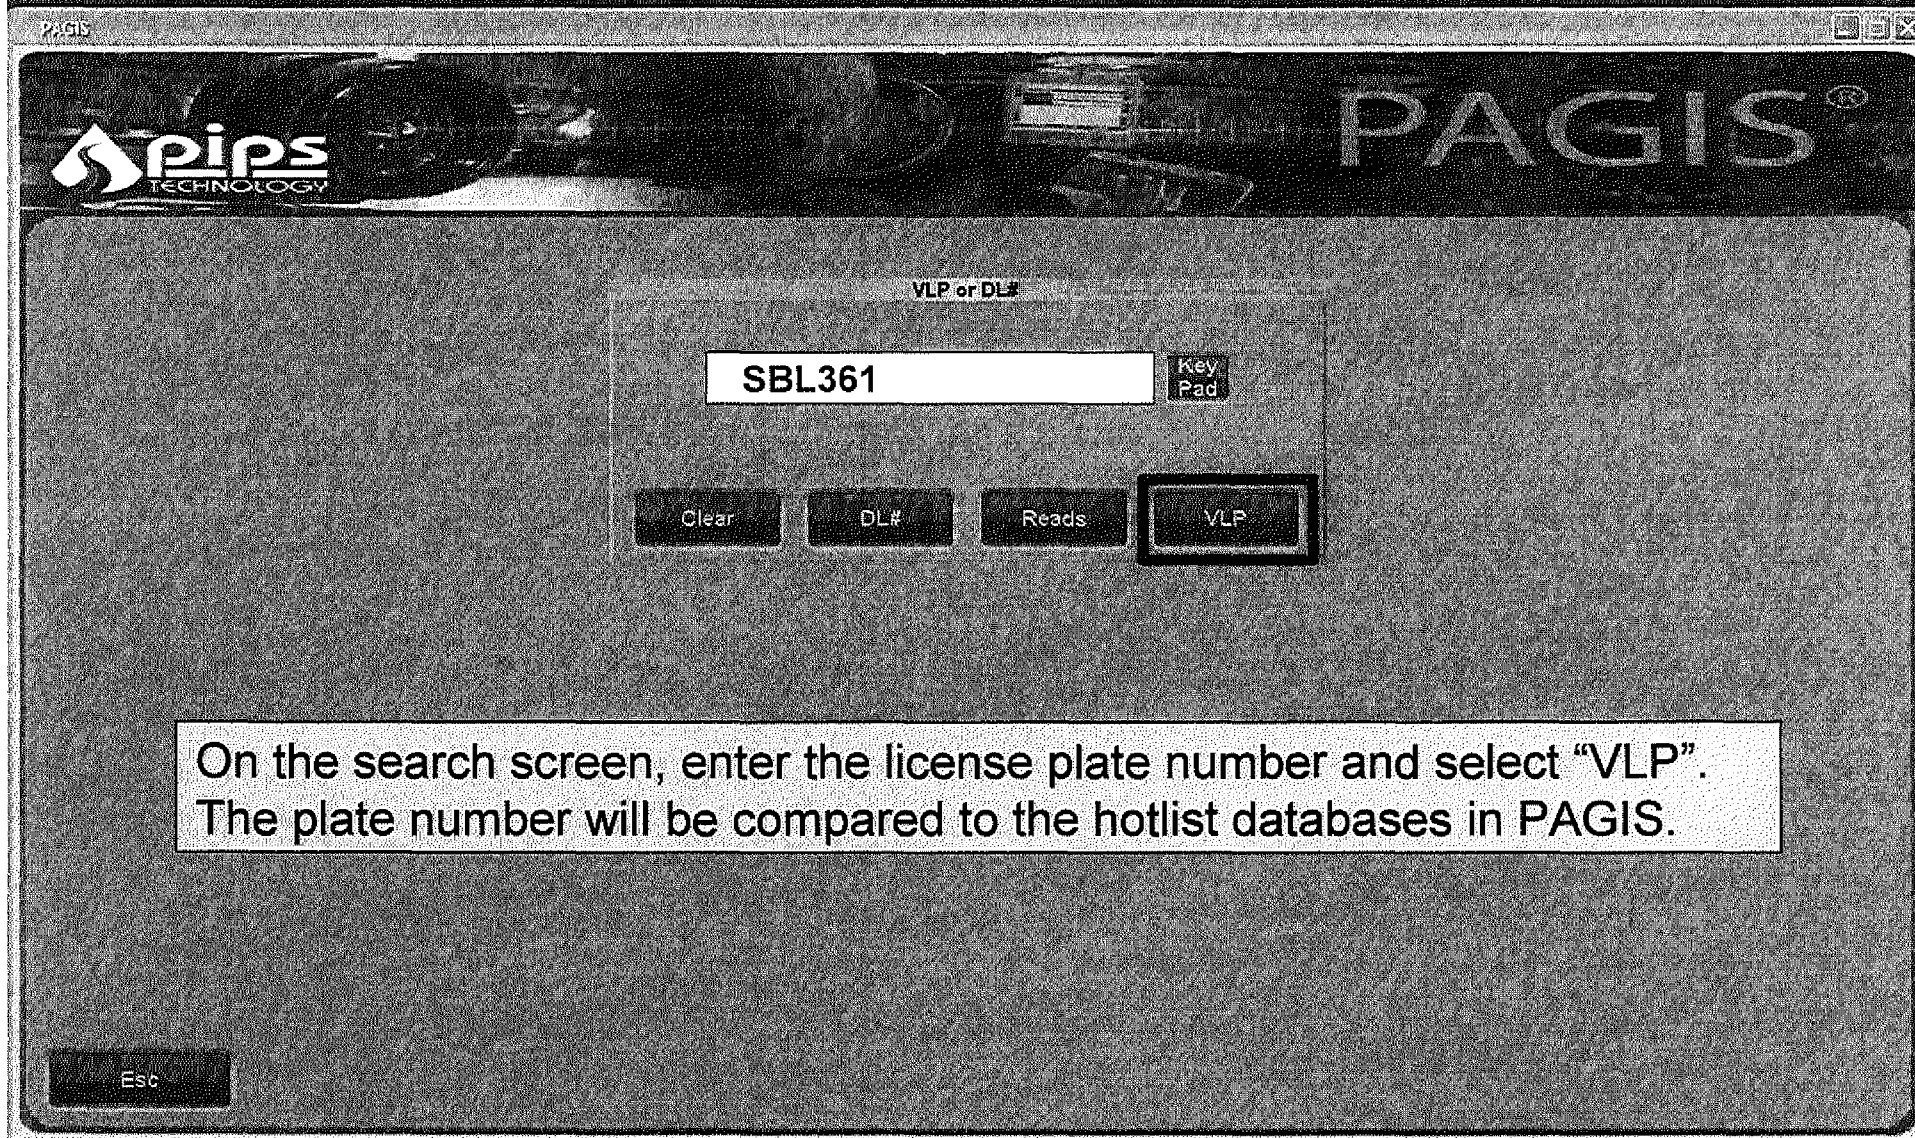 PAGIS
pips
TECHNOLOGY
PAGIS®
VLP or DL#
SBL361
Key
Pad
Clear
DL#
Reads
VLP
On the search screen, enter the license plate number and select “VLP”.
The plate number will be compared to the hotlist databases in PAGIS.
Esc